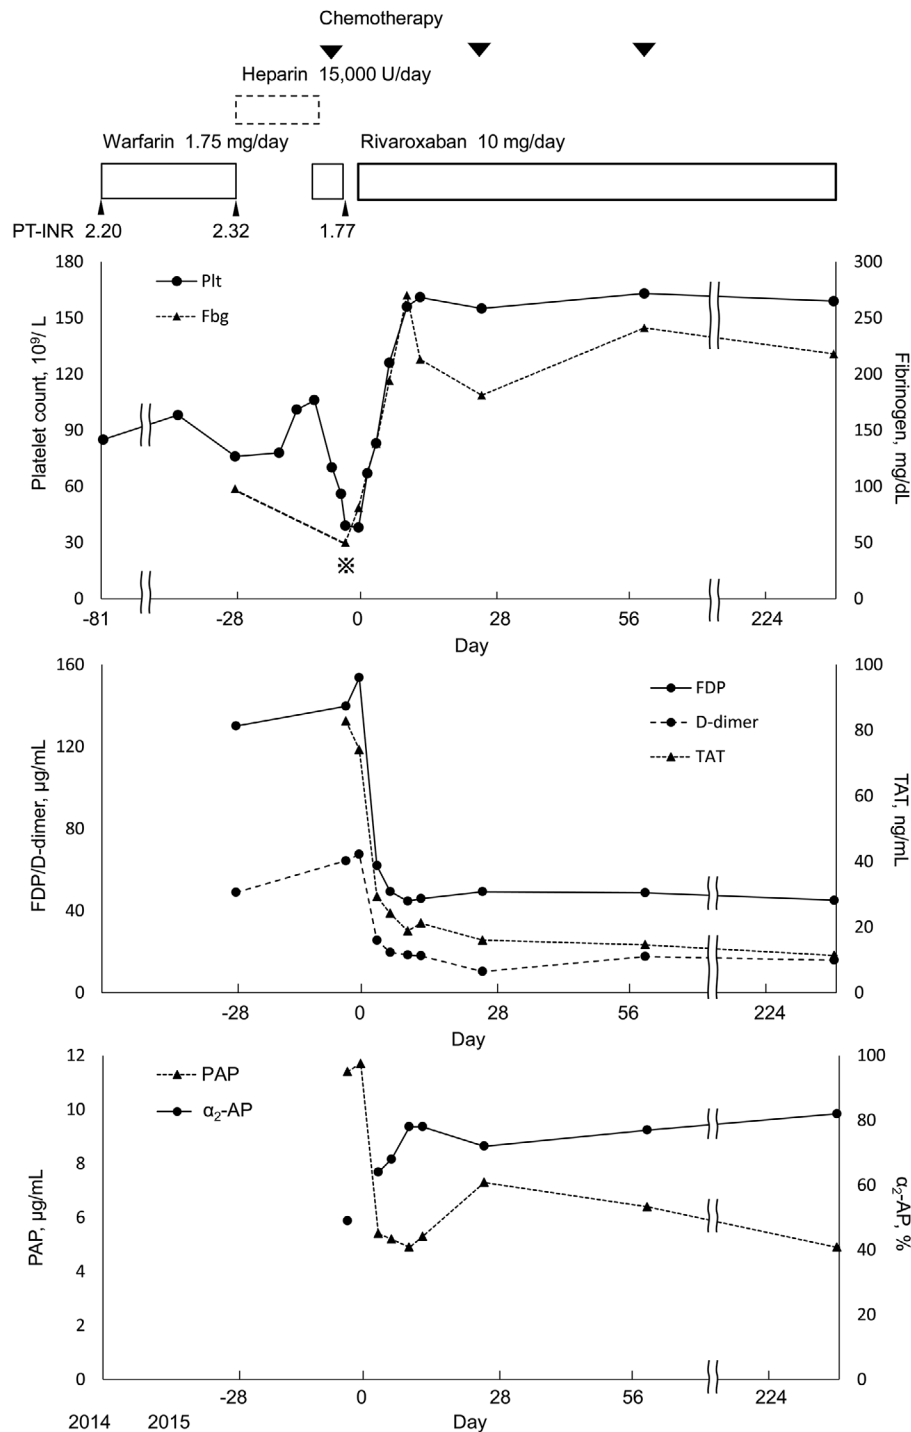 Chemotherapy
Heparin 15,000 U/day
Warfarin 1.75 mg/day
Rivaroxaban 10 mg/day
PT-INR 2.20 2.32 1.77
180 300
Plt
Fbg
150 250
120 200
90 150
60 100
30 50
※
0 0
Platelet count, 10⁹/ L
Fibrinogen, mg/dL
-81 -28 0 28 56 224
Day
160 100
FDP
D-dimer
TAT
120 80
60
80
40
40
20
0 0
FDP/D-dimer, µg/mL
TAT, ng/mL
-28 0 28 56 224
Day
12 100
PAP
α₂-AP
10 80
8
60
6
40
4
20
2
0 0
PAP, µg/mL
α₂-AP, %
-28 0 28 56 224
2014 2015 Day